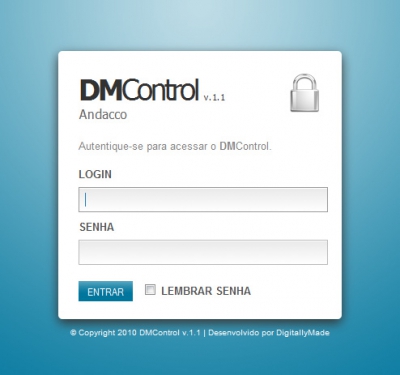 DMControl v.1.1
Andacco
Autentique-se para acessar o DMControl.
LOGIN
SENHA
ENTRAR LEMBRAR SENHA
© Copyright 2010 DMControl v.1.1 | Desenvolvido por DigitallyMade